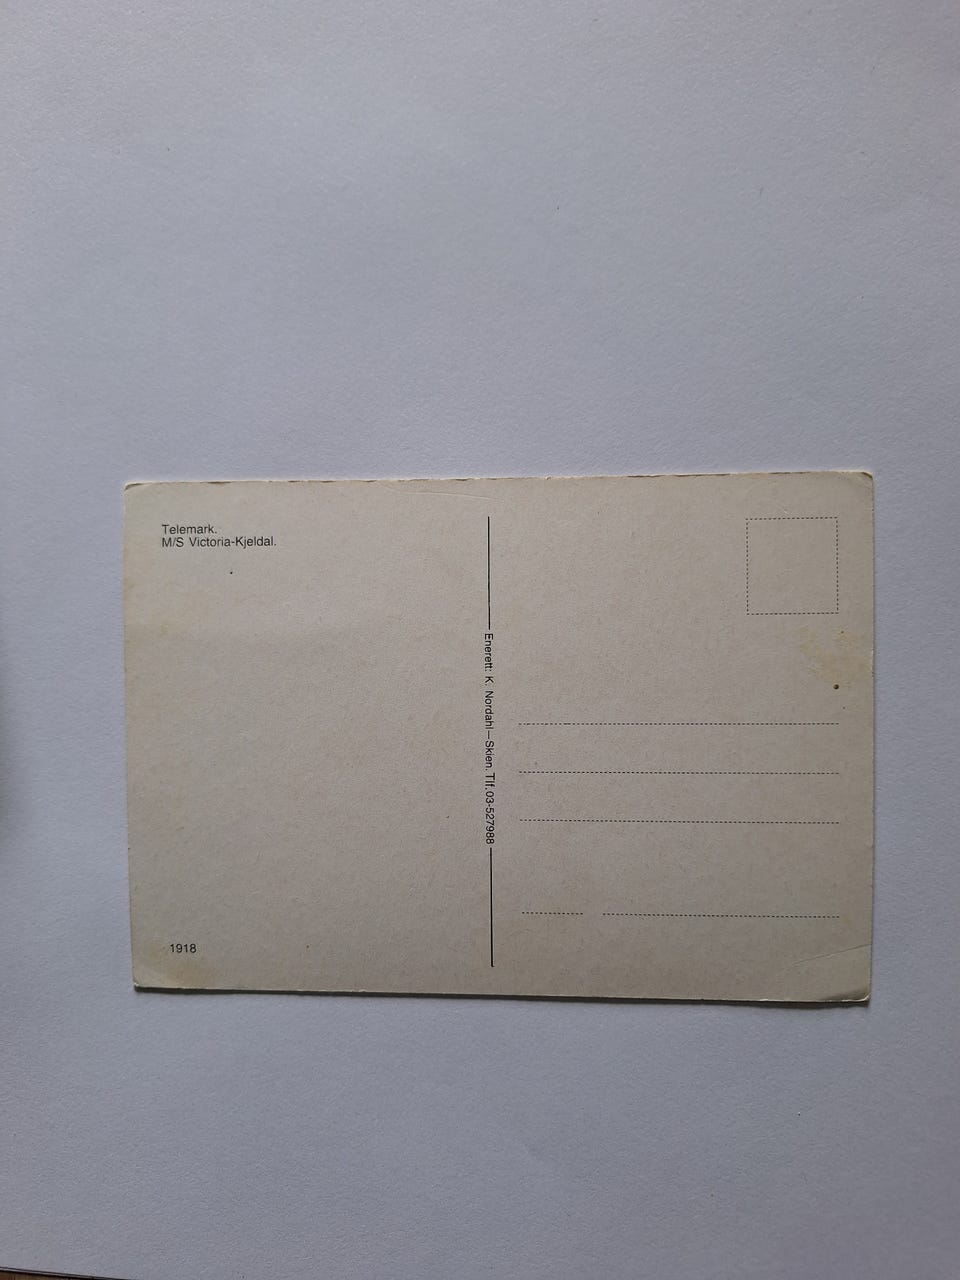 Telemark.
M/S Victoria-Kjeldal.
Enerett: K. Nordahl—Skien. Tlf. 03-527988
1918